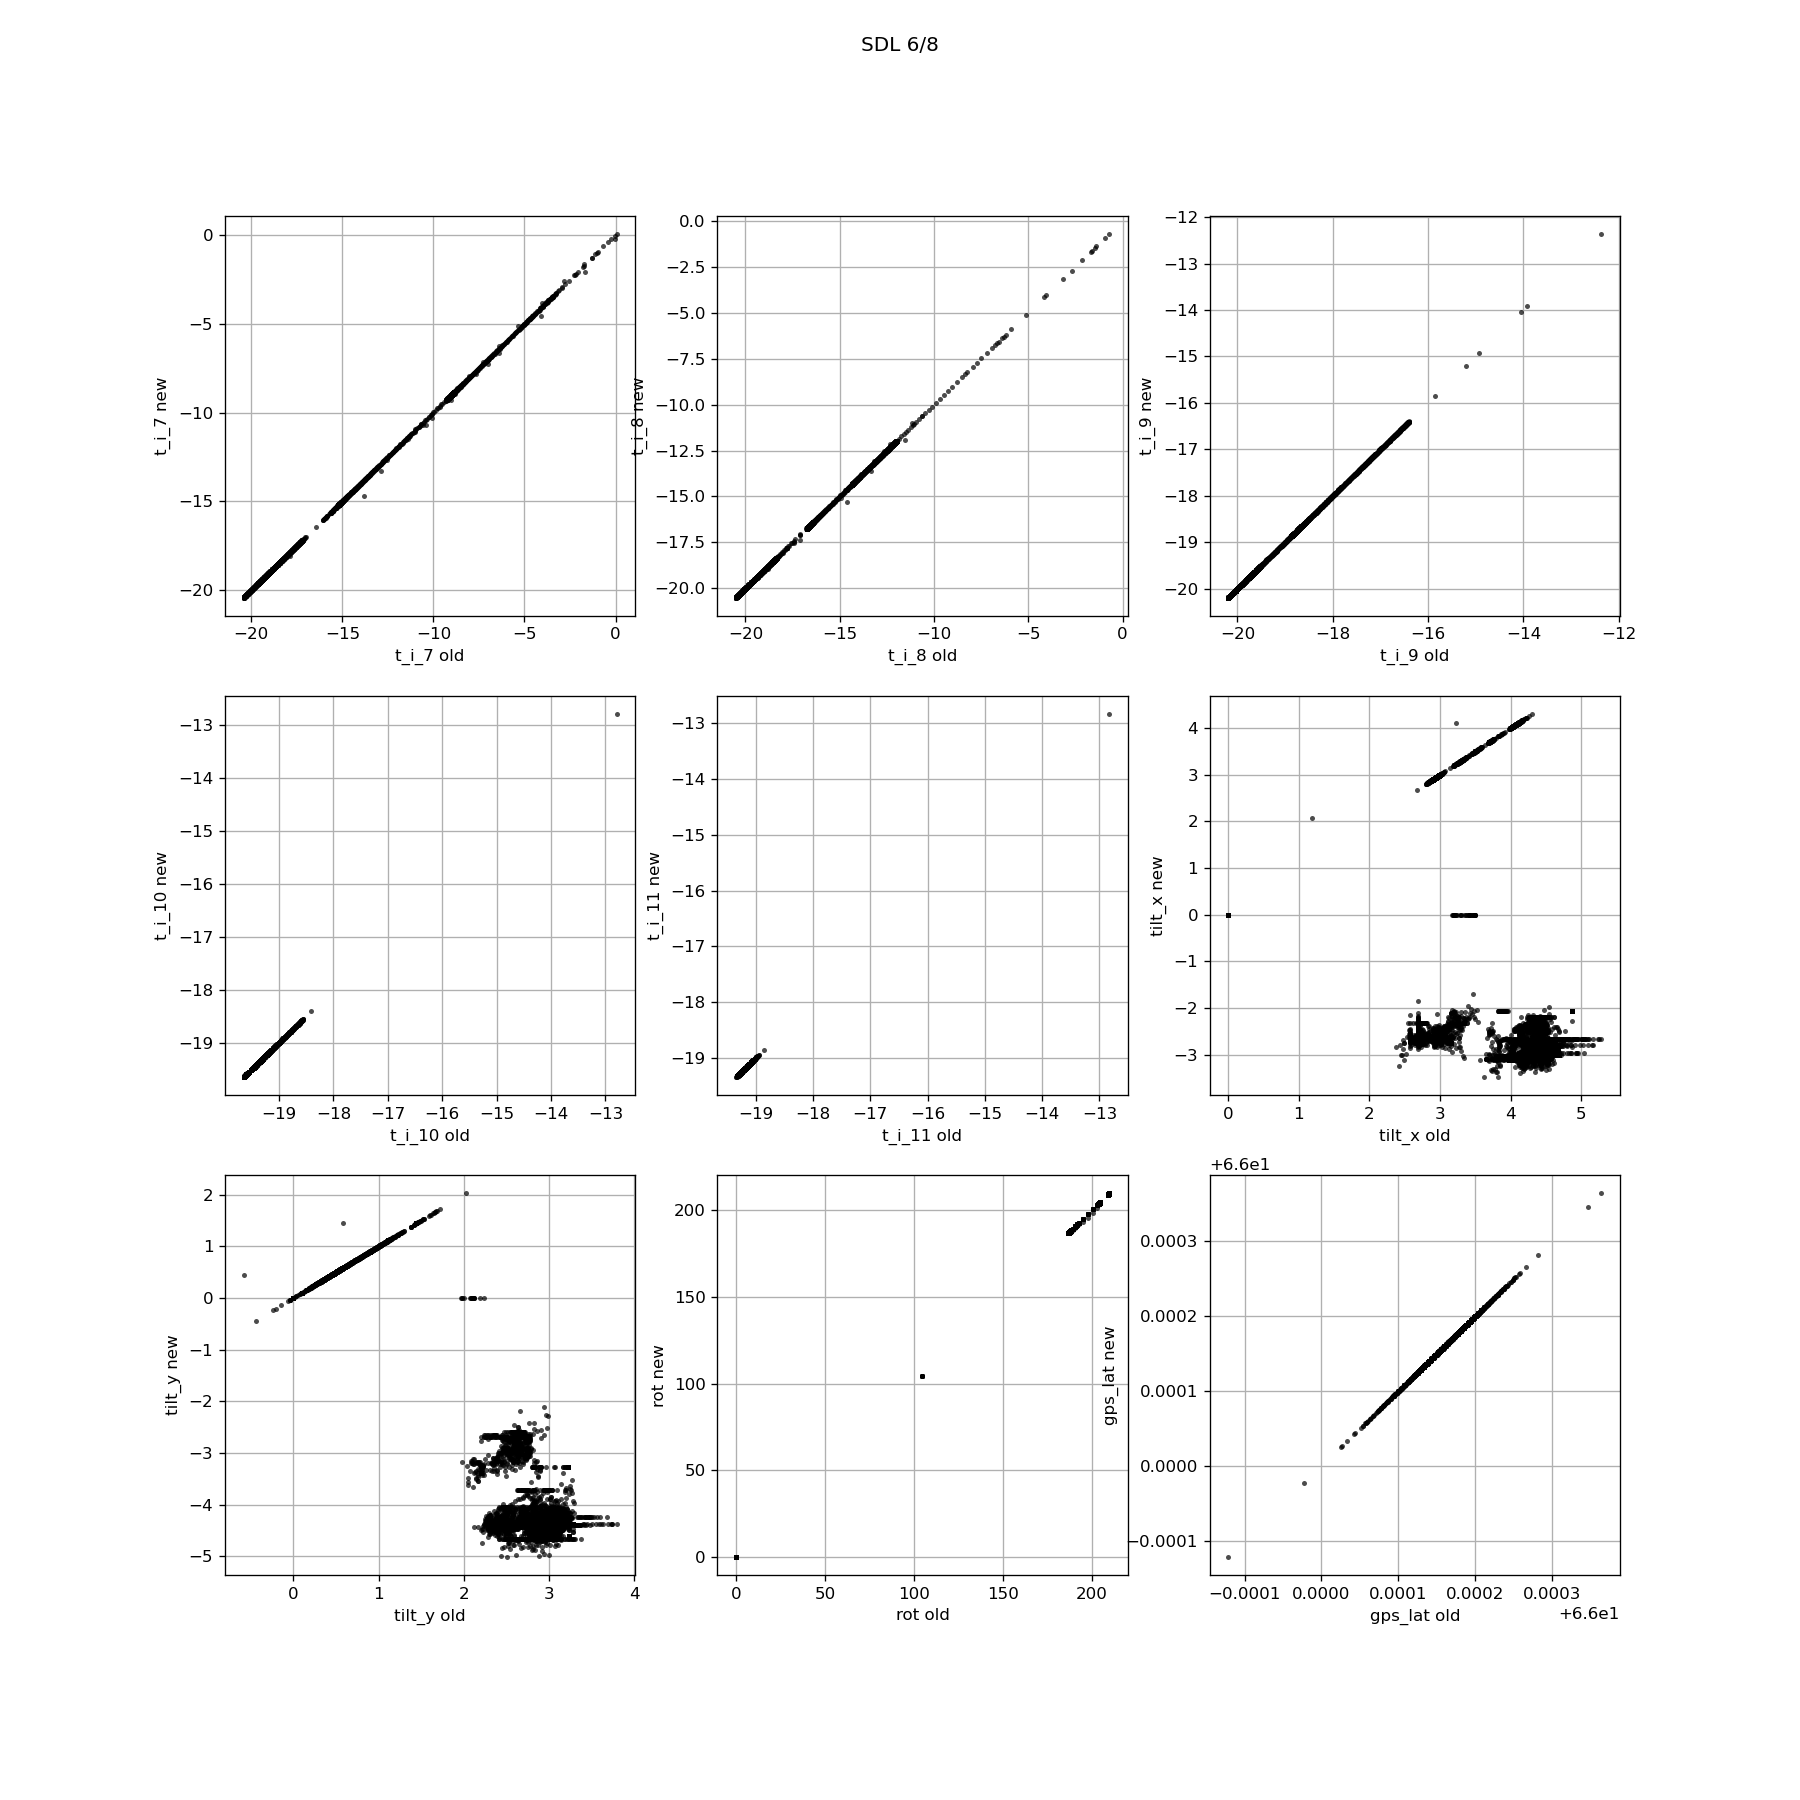 SDL 6/8
0
−5
−10
−15
−20
t_i_7 new
−20 −15 −10 −5 0
t_i_7 old
0.0
−2.5
−5.0
−7.5
−10.0
−12.5
−15.0
−17.5
−20.0
t_i_8 new
−20 −15 −10 −5 0
t_i_8 old
−12
−13
−14
−15
−16
−17
−18
−19
−20
t_i_9 new
−20 −18 −16 −14 −12
t_i_9 old
−13
−14
−15
−16
−17
−18
−19
t_i_10 new
−19 −18 −17 −16 −15 −14 −13
t_i_10 old
−13
−14
−15
−16
−17
−18
−19
t_i_11 new
−19 −18 −17 −16 −15 −14 −13
t_i_11 old
4
3
2
1
0
−1
−2
−3
tilt_x new
0 1 2 3 4 5
tilt_x old
2
1
0
−1
−2
−3
−4
−5
tilt_y new
0 1 2 3 4
tilt_y old
200
150
100
50
0
rot new
0 50 100 150 200
rot old
+6.6e1
0.0003
0.0002
0.0001
0.0000
−0.0001
gps_lat new
−0.0001 0.0000 0.0001 0.0002 0.0003
gps_lat old
+6.6e1